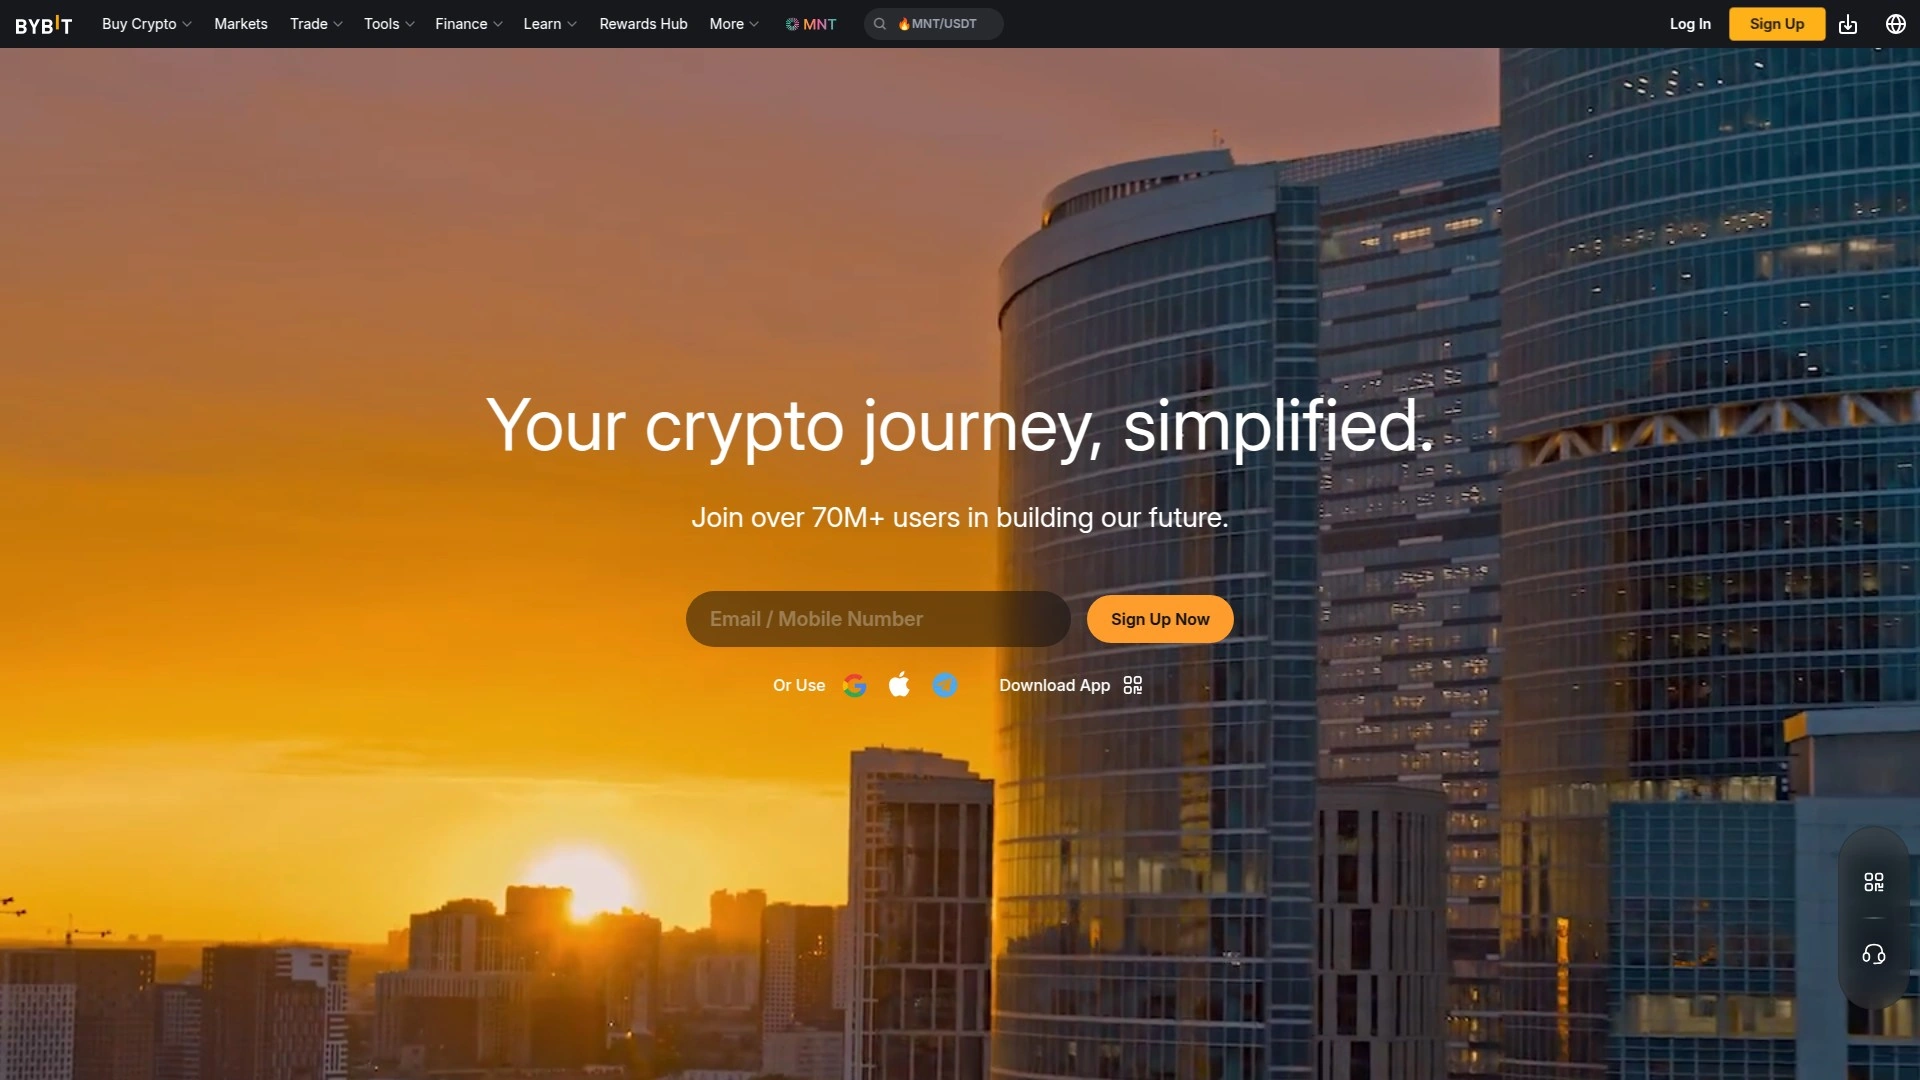 BYBIT Buy Crypto Markets Trade Tools Finance Learn Rewards Hub More MNT 🔥MNT/USDT Log In Sign Up
Your crypto journey, simplified.
Join over 70M+ users in building our future.
Email / Mobile Number Sign Up Now
Or Use Download App